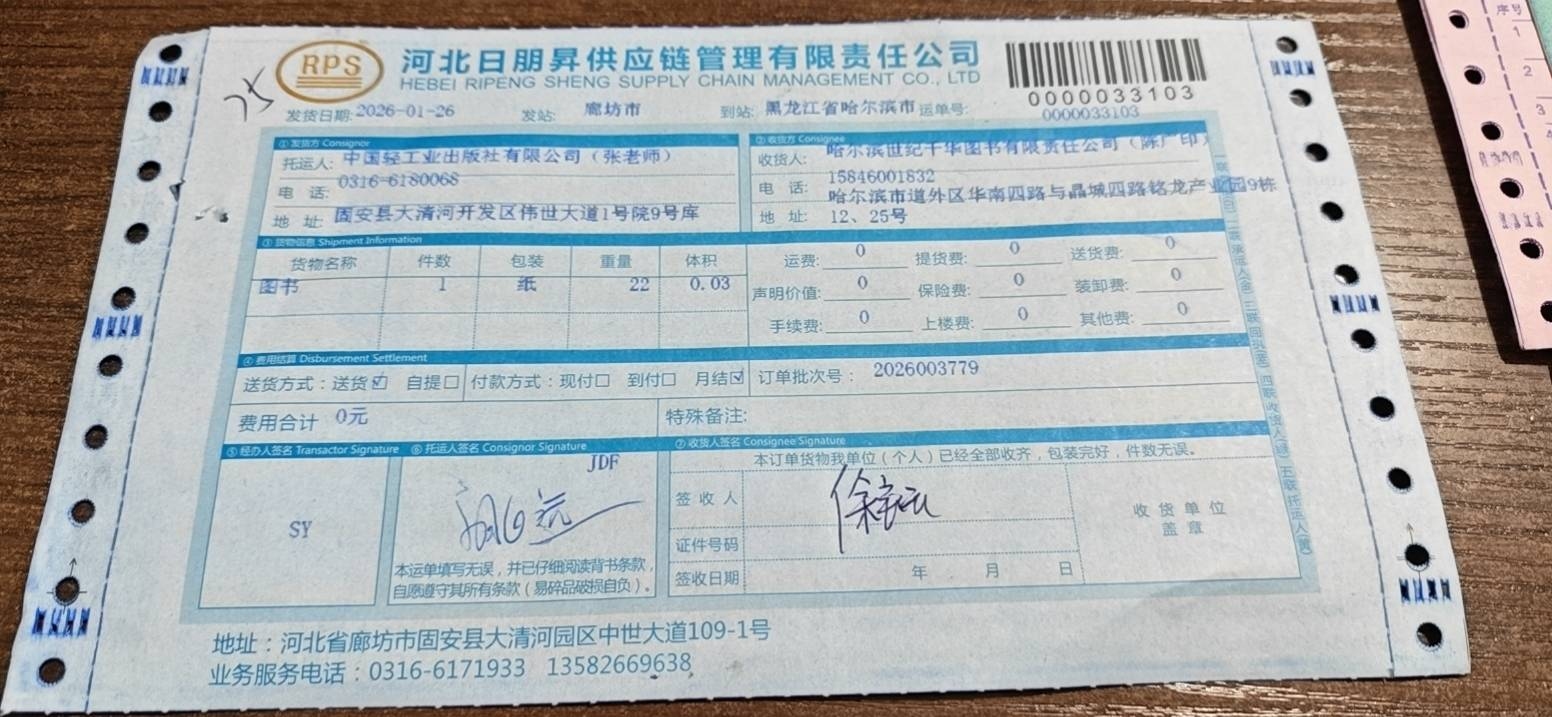 RPS
河北日朋昇供应链管理有限责任公司
HEBEI RIPENG SHENG SUPPLY CHAIN MANAGEMENT CO., LTD
0000033103
发货日期: 2026-01-26 发站: 廊坊市 到站: 黑龙江省哈尔滨市 运单号: 0000033103
①发货方 Consignor
托运人: 中国轻工业出版社有限公司（张老师）
电 话: 0316-6180068
地 址: 固安县大清河开发区伟世大道1号院9号库
②收货方 Consignee
收货人: 哈尔滨世纪千华图书有限责任公司（陈广印）
电 话: 15846001832
地 址: 哈尔滨市道外区华南四路与晶城四路铭龙产业园9栋
12、25号
③货物信息 Shipment Information
货物名称 件数 包装 重量 体积
图书 1 纸 22 0.03
运费: 0 提货费: 0 送货费: 0
声明价值: 0 保险费: 0 装卸费: 0
手续费: 0 上楼费: 0 其他费: 0
④费用结算 Disbursement Settlement
送货方式：送货☑ 自提☐ 付款方式：现付☐ 到付☐ 月结☑ 订单批次号： 2026003779
费用合计 0元 特殊备注:
⑤经办人签名 Transactor Signature
SY
⑥托运人签名 Consignor Signature
JDF
本运单填写无误，并已仔细阅读背书条款，
自愿遵守其所有条款（易碎品破损自负）。
⑦收货人签名 Consignee Signature
本订单货物我单位（个人）已经全部收齐，包装完好，件数无误。
签收人
证件号码
签收日期 年 月 日
收货单位
盖章
地址：河北省廊坊市固安县大清河园区中世大道109-1号
业务服务电话：0316-6171933 13582669638
序号
1
2
3
4